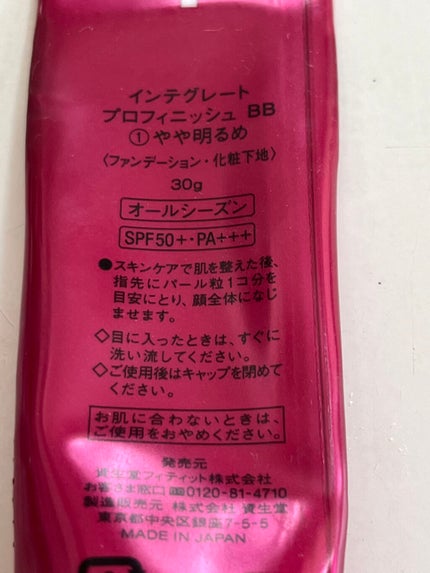 インテグレート
プロフィニッシュ BB
①やや明るめ
〈ファンデーション・化粧下地〉
30g
オールシーズン
SPF50+・PA+++
●スキンケアで肌を整えた後、
指先にパール粒1コ分を
目安にとり、顔全体になじ
ませます。
◇目に入ったときは、すぐに
洗い流してください。
◇ご使用後はキャップを閉めて
ください。
お肌に合わないときは、
ご使用をおやめください。
発売元
資生堂フィティット株式会社
お客さま窓口 0120-81-4710
製造販売元 株式会社 資生堂
東京都中央区銀座7-5-5
MADE IN JAPAN